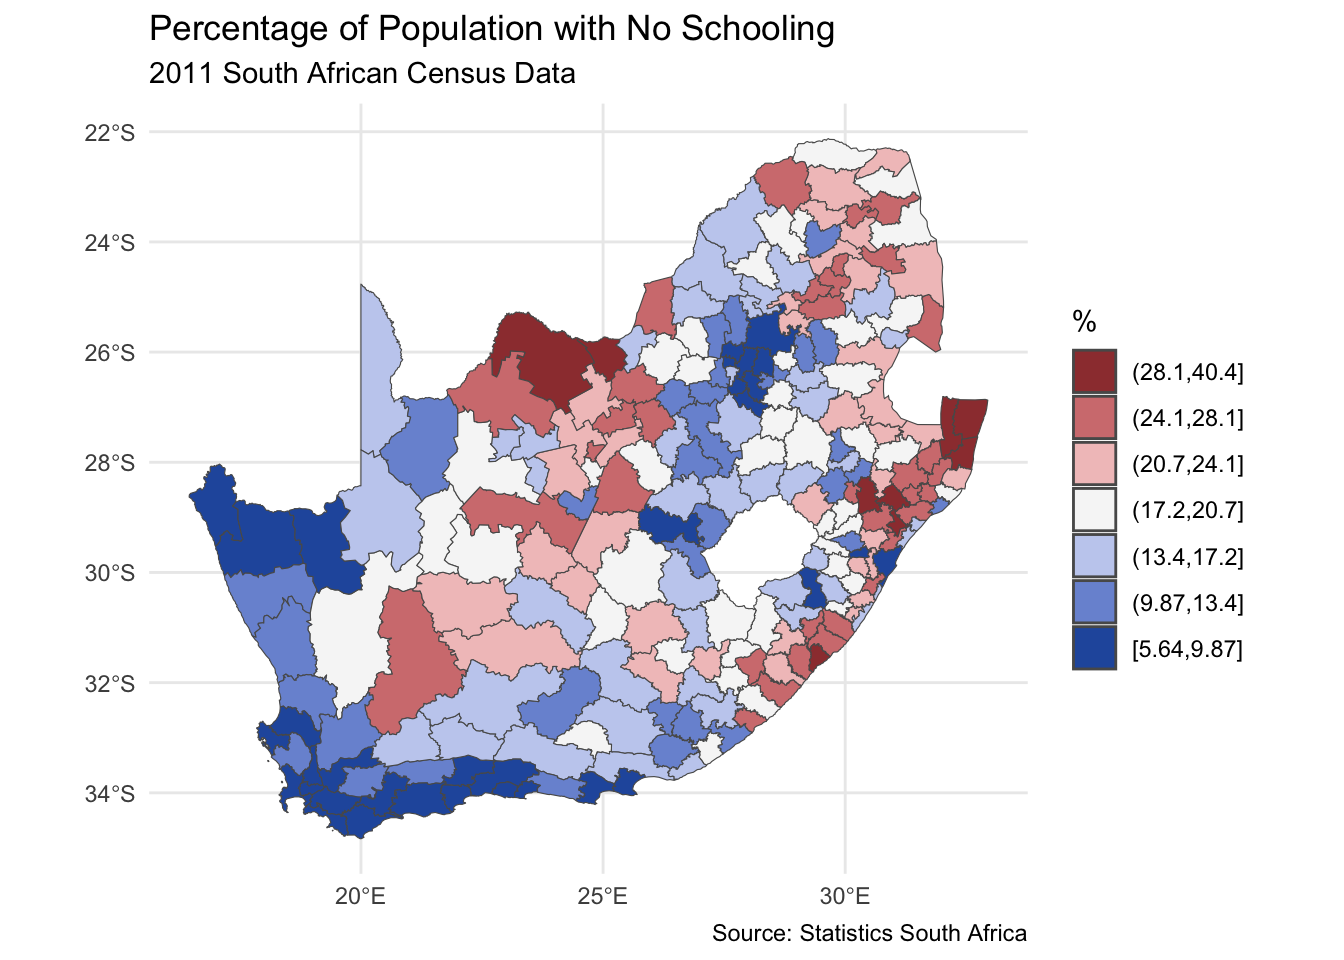 Percentage of Population with No Schooling
2011 South African Census Data
22°S
24°S
26°S
28°S
30°S
32°S
34°S
20°E
25°E
30°E
%
(28.1,40.4]
(24.1,28.1]
(20.7,24.1]
(17.2,20.7]
(13.4,17.2]
(9.87,13.4]
[5.64,9.87]
Source: Statistics South Africa